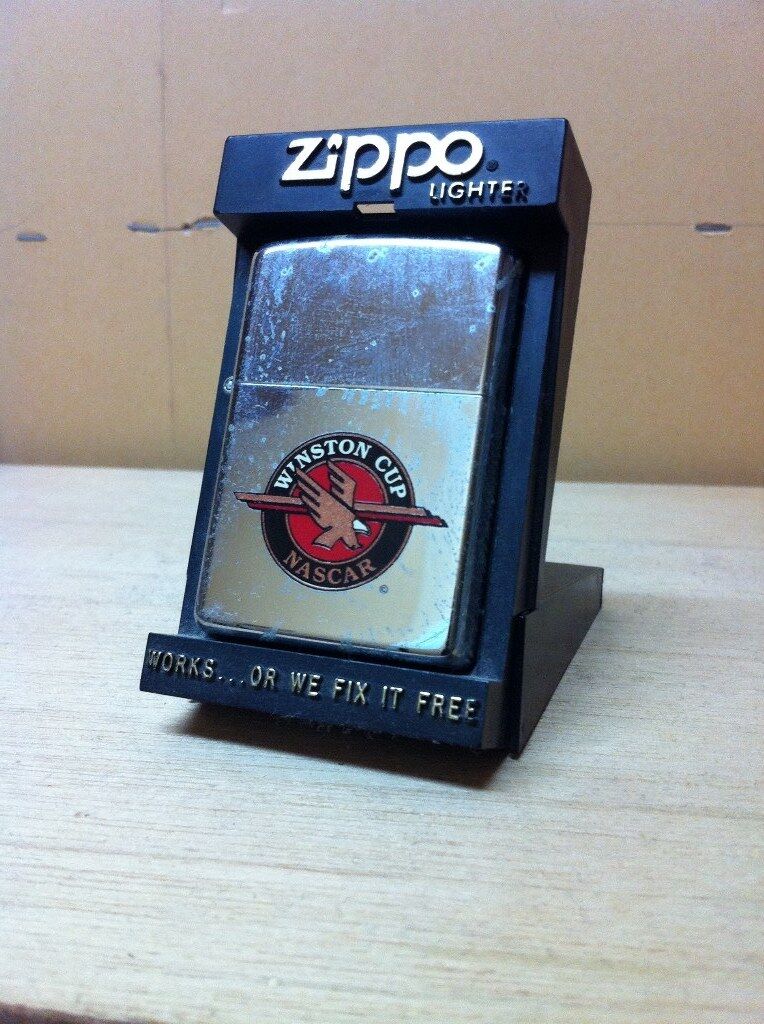 Zippo
LIGHTER
WINSTON CUP
NASCAR
©
WORKS...OR WE FIX IT FREE